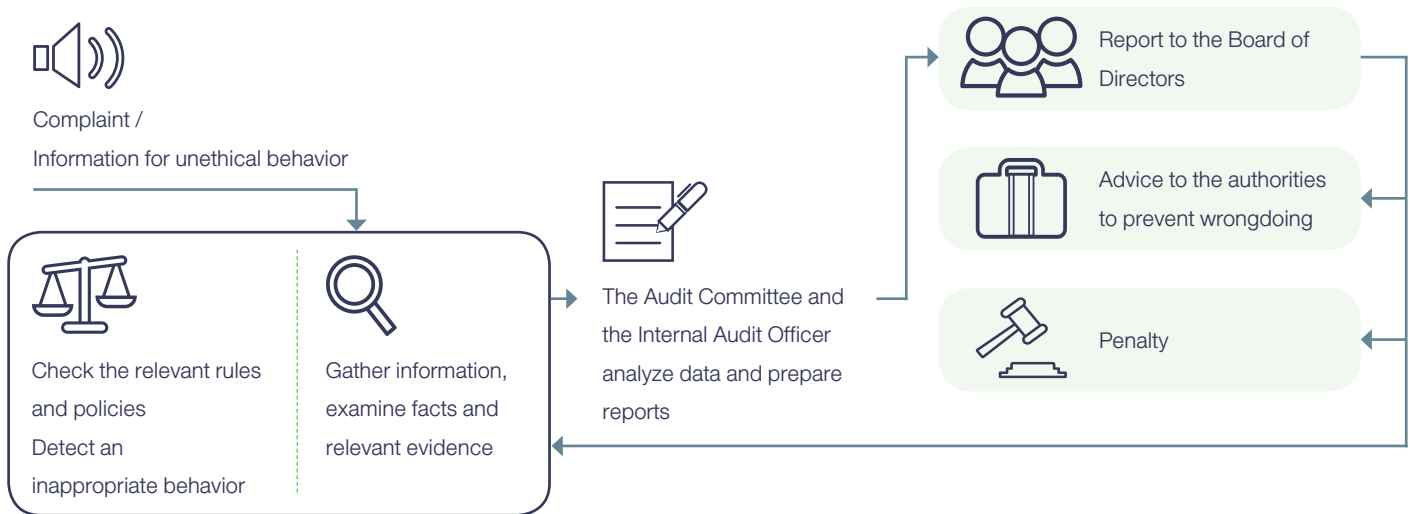 Complaint /
Information for unethical behavior
Check the relevant rules
and policies
Detect an
inappropriate behavior
Gather information,
examine facts and
relevant evidence
The Audit Committee and
the Internal Audit Officer
analyze data and prepare
reports
Report to the Board of
Directors
Advice to the authorities
to prevent wrongdoing
Penalty